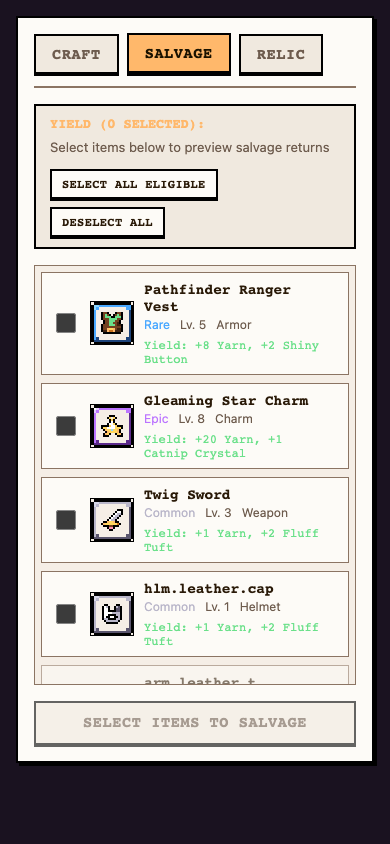 CRAFT
SALVAGE
RELIC
YIELD (0 SELECTED):
Select items below to preview salvage returns
SELECT ALL ELIGIBLE
DESELECT ALL
Pathfinder Ranger
Vest
Rare Lv. 5 Armor
Yield: +8 Yarn, +2 Shiny
Button
Gleaming Star Charm
Epic Lv. 8 Charm
Yield: +20 Yarn, +1
Catnip Crystal
Twig Sword
Common Lv. 3 Weapon
Yield: +1 Yarn, +2 Fluff
Tuft
hlm.leather.cap
Common Lv. 1 Helmet
Yield: +1 Yarn, +2 Fluff
Tuft
arm.leather.t
SELECT ITEMS TO SALVAGE